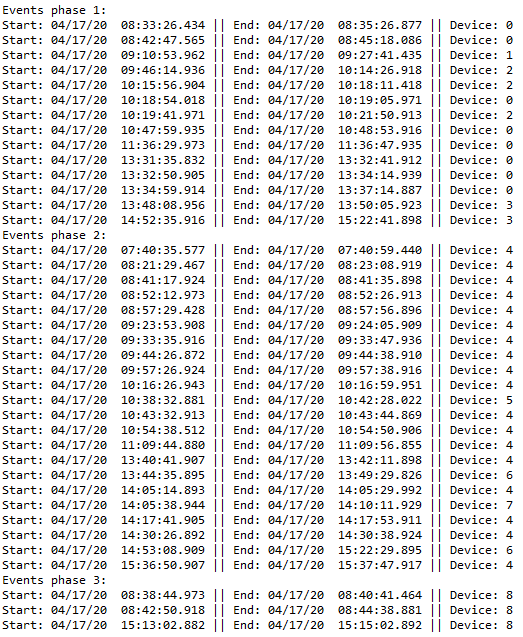 Events phase 1:
Start: 04/17/20  08:33:26.434 || End: 04/17/20  08:35:26.877 || Device: 0
Start: 04/17/20  08:42:47.565 || End: 04/17/20  08:45:18.086 || Device: 0
Start: 04/17/20  09:10:53.962 || End: 04/17/20  09:27:41.435 || Device: 1
Start: 04/17/20  09:46:14.936 || End: 04/17/20  10:14:26.918 || Device: 2
Start: 04/17/20  10:15:56.904 || End: 04/17/20  10:18:11.418 || Device: 2
Start: 04/17/20  10:18:54.018 || End: 04/17/20  10:19:05.971 || Device: 0
Start: 04/17/20  10:19:41.971 || End: 04/17/20  10:21:50.913 || Device: 2
Start: 04/17/20  10:47:59.935 || End: 04/17/20  10:48:53.916 || Device: 0
Start: 04/17/20  11:36:29.973 || End: 04/17/20  11:36:47.935 || Device: 0
Start: 04/17/20  13:31:35.832 || End: 04/17/20  13:32:41.912 || Device: 0
Start: 04/17/20  13:32:50.905 || End: 04/17/20  13:34:14.939 || Device: 0
Start: 04/17/20  13:34:59.914 || End: 04/17/20  13:37:14.887 || Device: 0
Start: 04/17/20  13:48:08.956 || End: 04/17/20  13:50:05.923 || Device: 3
Start: 04/17/20  14:52:35.916 || End: 04/17/20  15:22:41.898 || Device: 3
Events phase 2:
Start: 04/17/20  07:40:35.577 || End: 04/17/20  07:40:59.440 || Device: 4
Start: 04/17/20  08:21:29.467 || End: 04/17/20  08:23:08.919 || Device: 4
Start: 04/17/20  08:41:17.924 || End: 04/17/20  08:41:35.898 || Device: 4
Start: 04/17/20  08:52:12.973 || End: 04/17/20  08:52:26.913 || Device: 4
Start: 04/17/20  08:57:29.428 || End: 04/17/20  08:57:56.896 || Device: 4
Start: 04/17/20  09:23:53.908 || End: 04/17/20  09:24:05.909 || Device: 4
Start: 04/17/20  09:33:35.916 || End: 04/17/20  09:33:47.936 || Device: 4
Start: 04/17/20  09:44:26.872 || End: 04/17/20  09:44:38.910 || Device: 4
Start: 04/17/20  09:57:26.924 || End: 04/17/20  09:57:38.916 || Device: 4
Start: 04/17/20  10:16:26.943 || End: 04/17/20  10:16:59.951 || Device: 4
Start: 04/17/20  10:38:32.881 || End: 04/17/20  10:42:28.022 || Device: 5
Start: 04/17/20  10:43:32.913 || End: 04/17/20  10:43:44.869 || Device: 4
Start: 04/17/20  10:54:38.512 || End: 04/17/20  10:54:50.906 || Device: 4
Start: 04/17/20  11:09:44.880 || End: 04/17/20  11:09:56.855 || Device: 4
Start: 04/17/20  13:40:41.907 || End: 04/17/20  13:42:11.898 || Device: 4
Start: 04/17/20  13:44:35.895 || End: 04/17/20  13:49:29.826 || Device: 6
Start: 04/17/20  14:05:14.893 || End: 04/17/20  14:05:29.992 || Device: 4
Start: 04/17/20  14:05:38.944 || End: 04/17/20  14:10:11.929 || Device: 7
Start: 04/17/20  14:17:41.905 || End: 04/17/20  14:17:53.911 || Device: 4
Start: 04/17/20  14:30:26.892 || End: 04/17/20  14:30:38.924 || Device: 4
Start: 04/17/20  14:53:08.909 || End: 04/17/20  15:22:29.895 || Device: 6
Start: 04/17/20  15:36:50.907 || End: 04/17/20  15:37:47.917 || Device: 4
Events phase 3:
Start: 04/17/20  08:38:44.973 || End: 04/17/20  08:40:41.464 || Device: 8
Start: 04/17/20  08:42:50.918 || End: 04/17/20  08:44:38.881 || Device: 8
Start: 04/17/20  15:13:02.882 || End: 04/17/20  15:15:02.892 || Device: 8